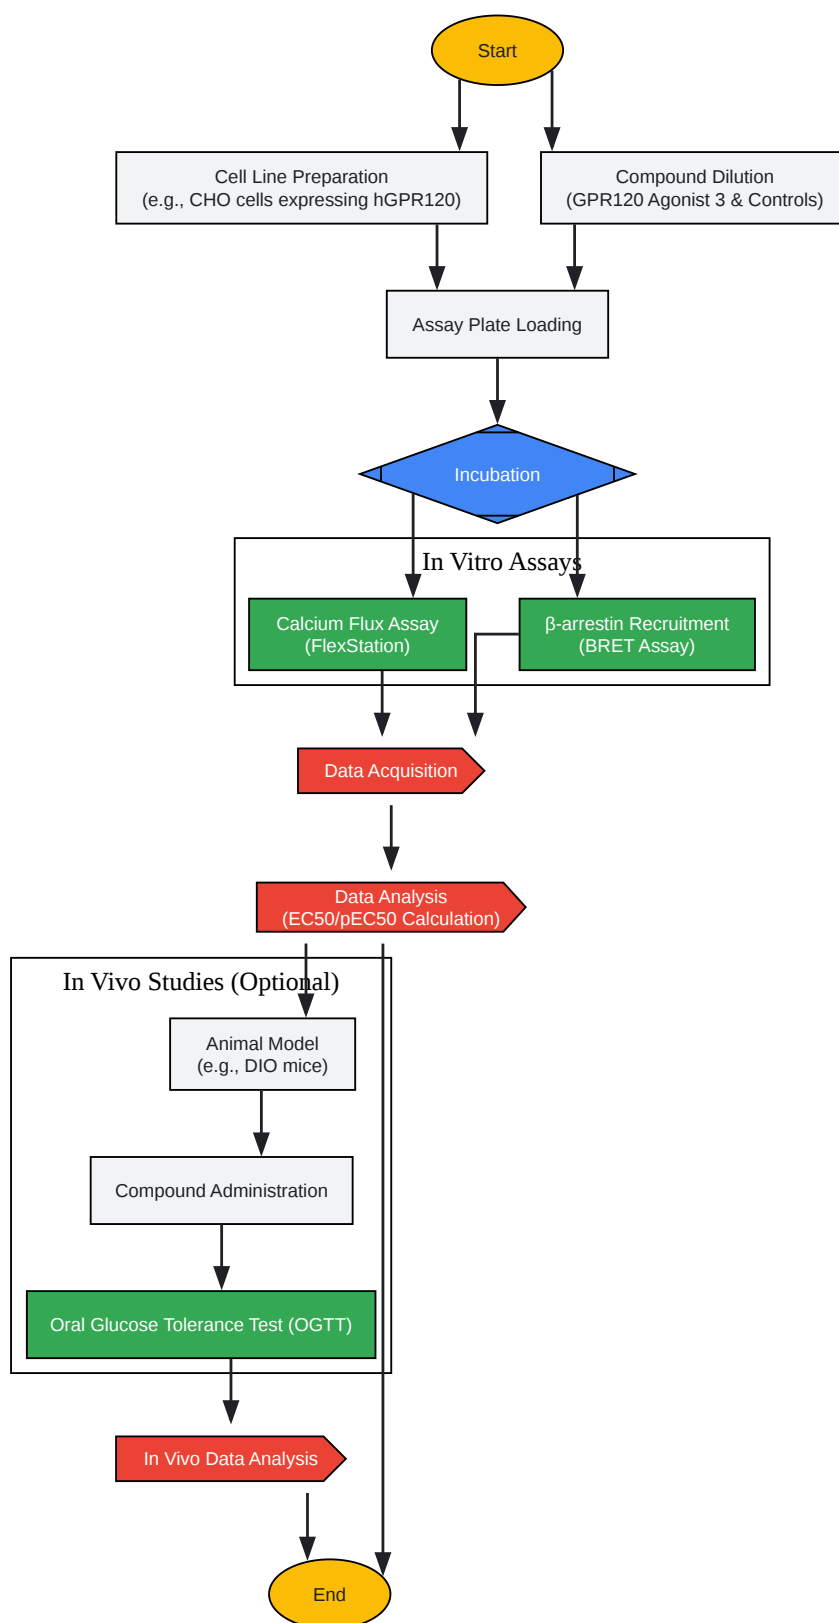 Start
Cell Line Preparation
(e.g., CHO cells expressing hGPR120)
Compound Dilution
(GPR120 Agonist 3 & Controls)
Assay Plate Loading
Incubation
In Vitro Assays
Calcium Flux Assay
(FlexStation)
β-arrestin Recruitment
(BRET Assay)
Data Acquisition
Data Analysis
(EC50/pEC50 Calculation)
In Vivo Studies (Optional)
Animal Model
(e.g., DIO mice)
Compound Administration
Oral Glucose Tolerance Test (OGTT)
In Vivo Data Analysis
End